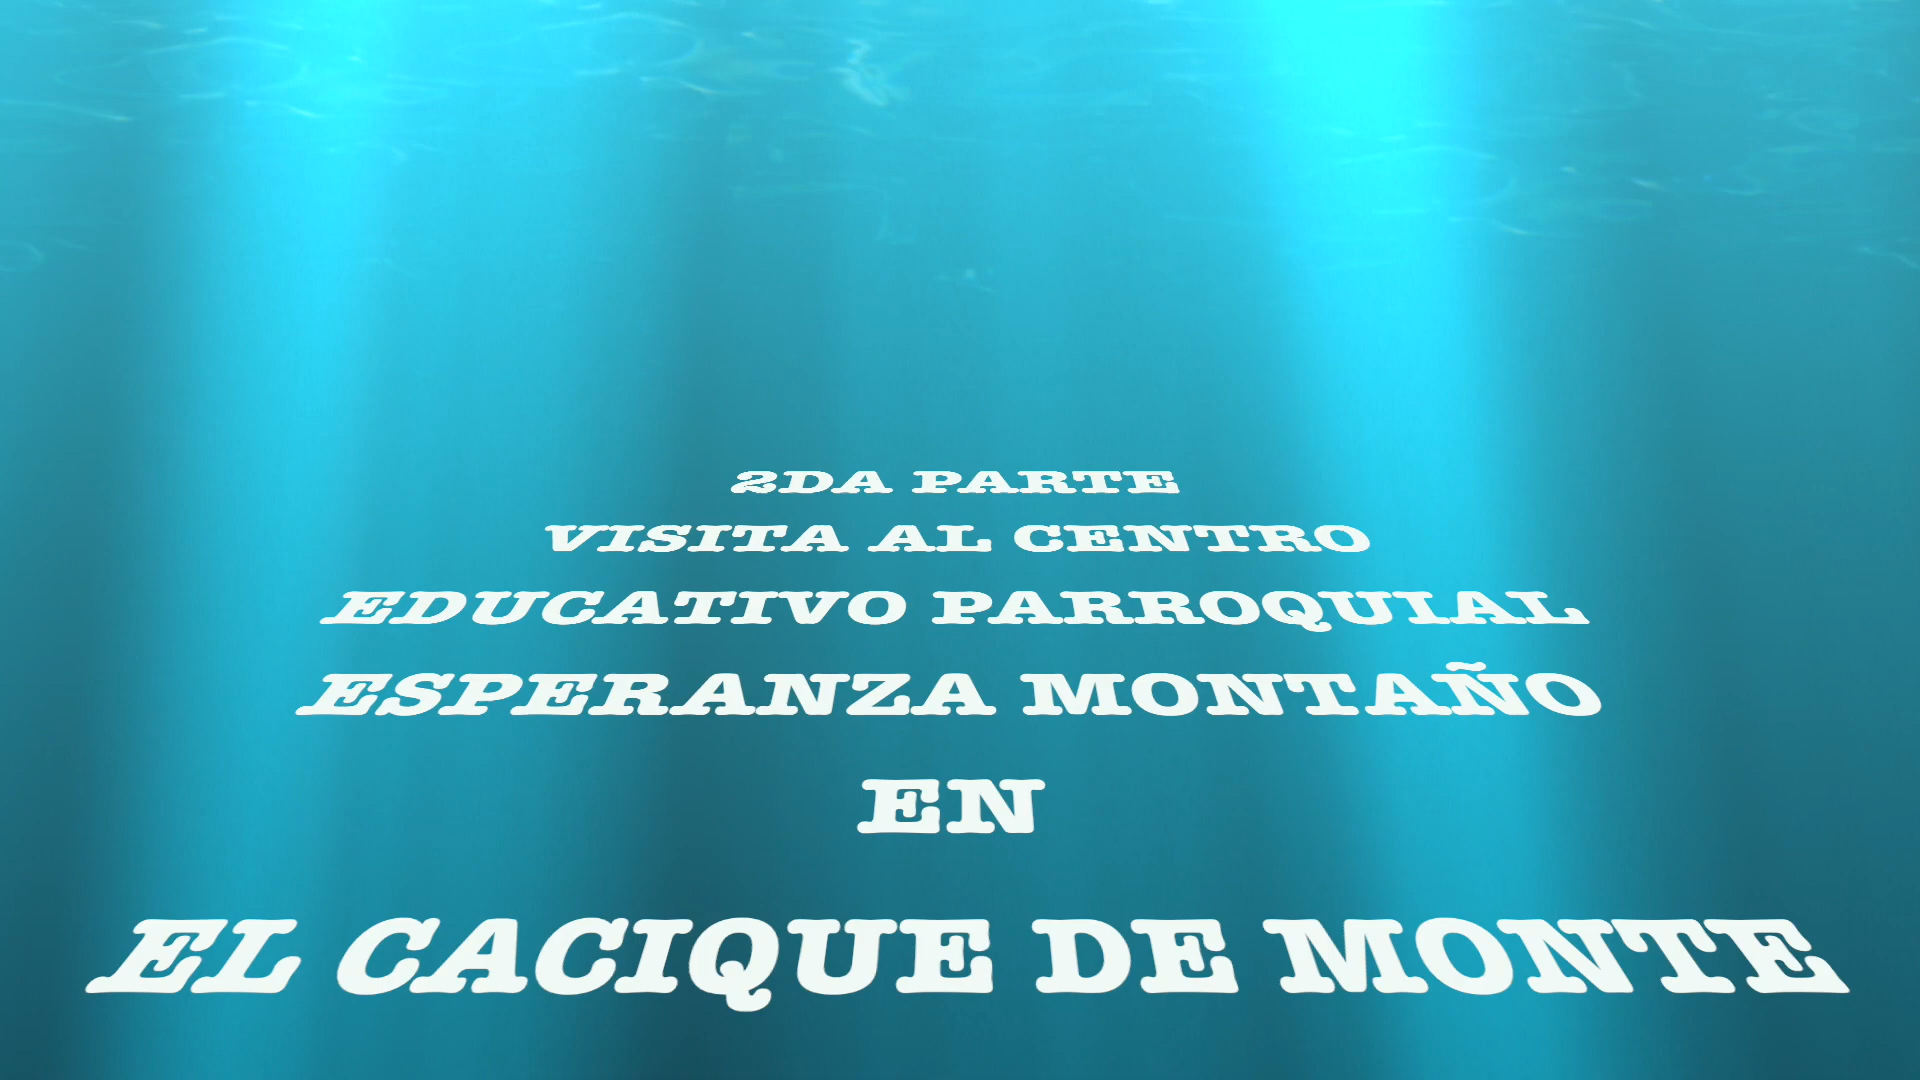 2DA PARTE
VISITA AL CENTRO
EDUCATIVO PARROQUIAL
ESPERANZA MONTAÑO
EN
EL CACIQUE DE MONTE